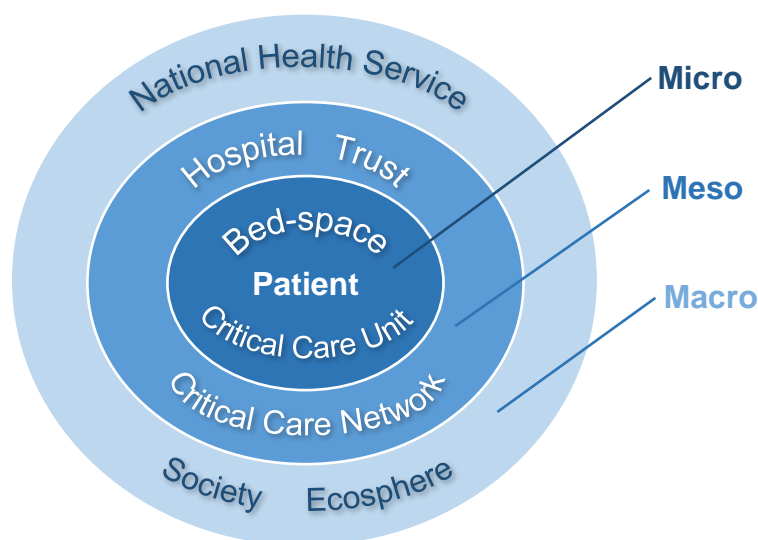 National Health Service
Micro
Hospital Trust
Meso
Bed-space
Patient
Macro
Critical Care Unit
Critical Care Network
Society Ecosphere